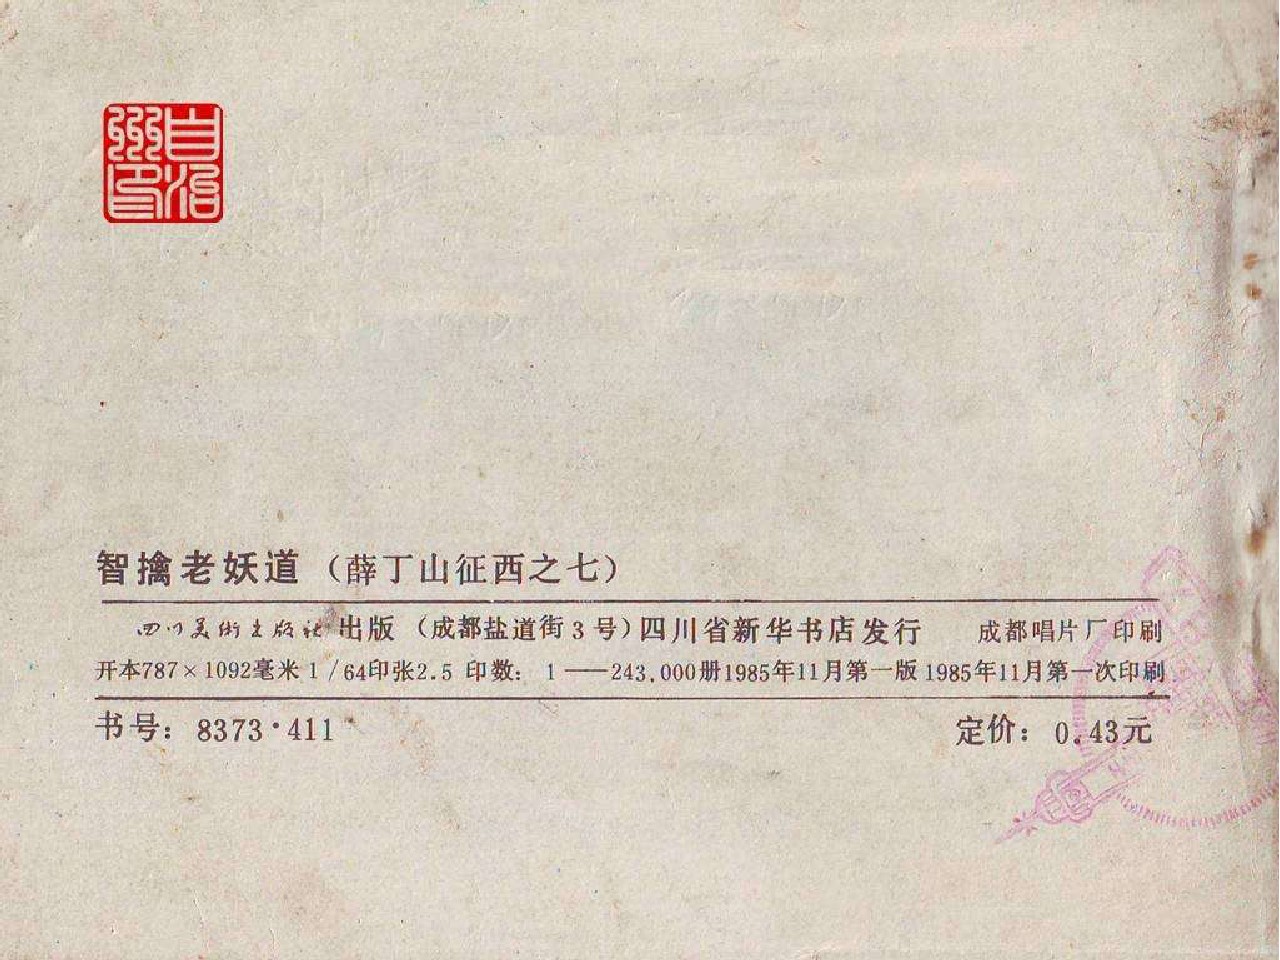 智擒老妖道（薛丁山征西之七）
四川美术出版社 出版（成都盐道街3号）四川省新华书店发行 成都唱片厂印刷
开本787×1092毫米 1/64印张2.5 印数：1——243,000册1985年11月第一版 1985年11月第一次印刷
书号：8373·411 定价：0.43元